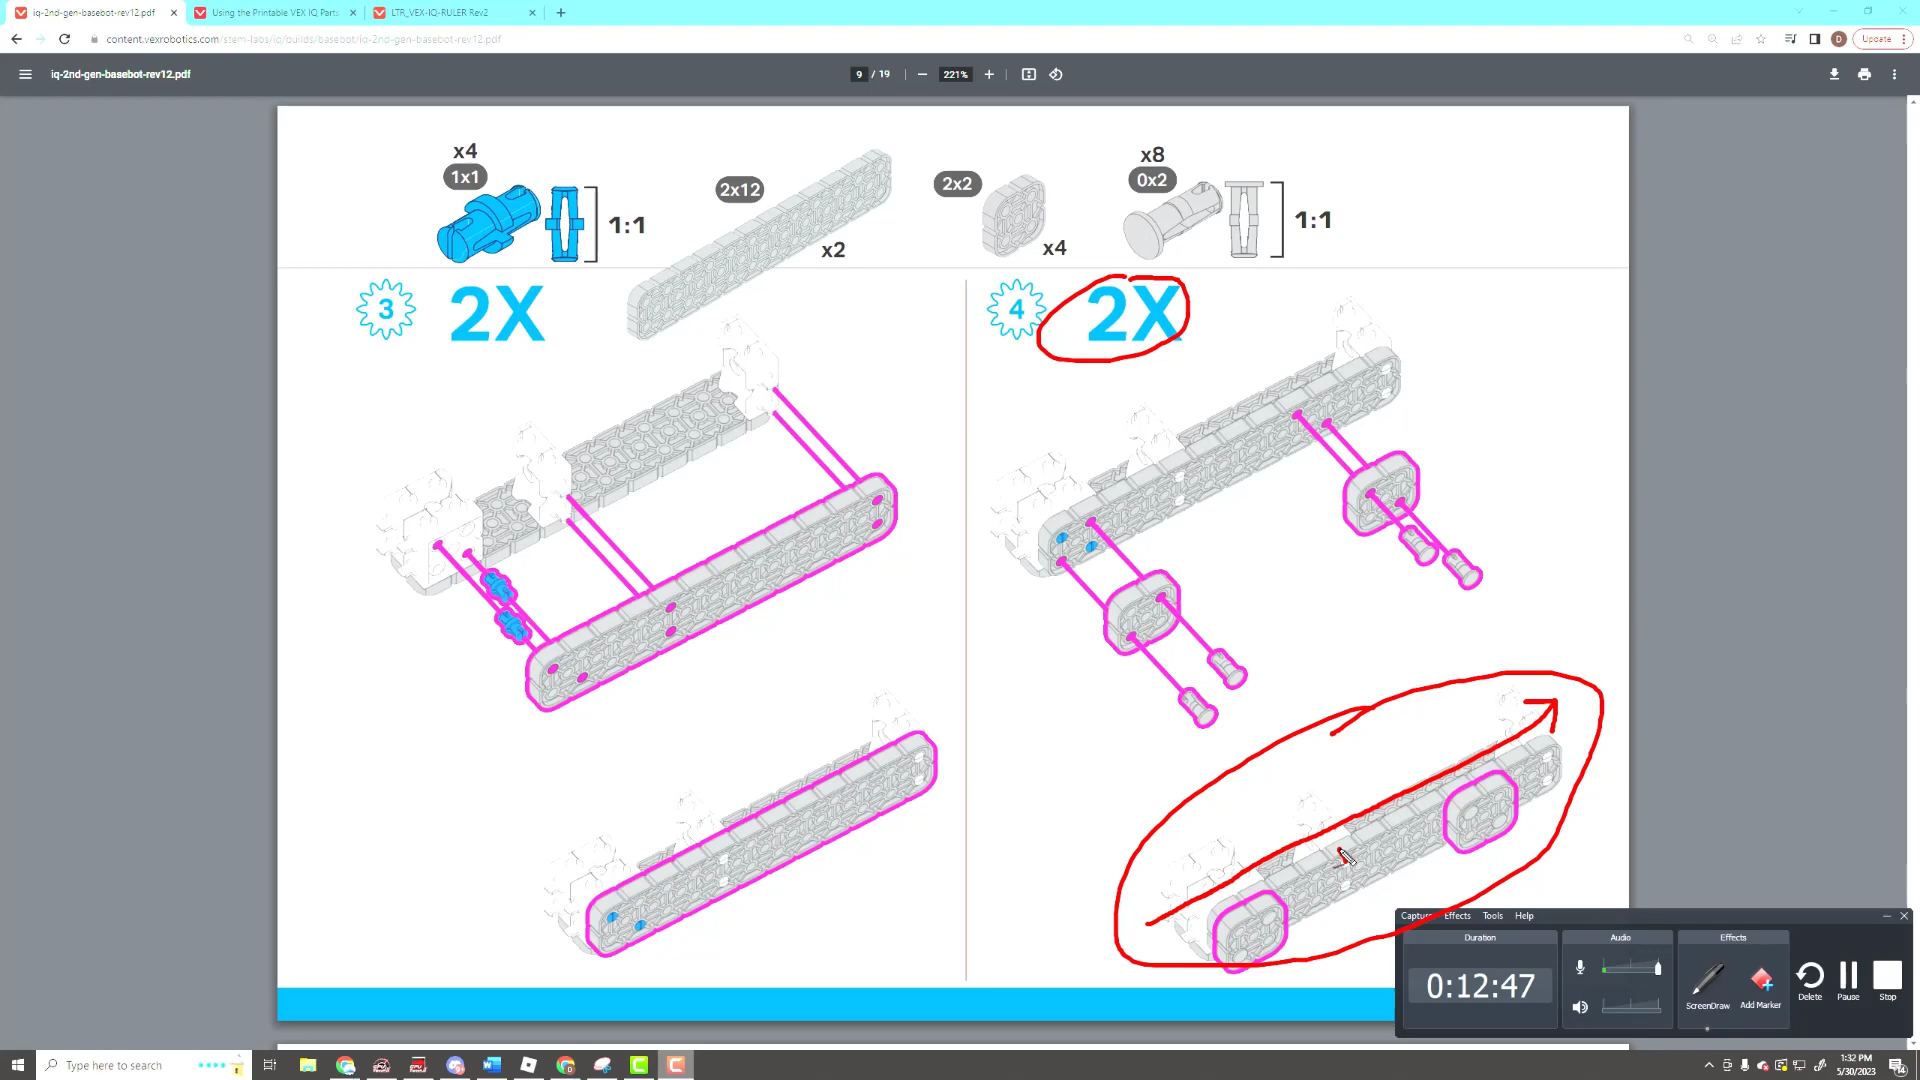 iq-2nd-gen-basebot-rev12.pdf
Using the Printable VEX IQ Parts
LTR_VEX-IQ-RULER Rev2
content.vexrobotics.com/stem-labs/iq/builds/basebot/iq-2nd-gen-basebot-rev12.pdf
D
Update
iq-2nd-gen-basebot-rev12.pdf
9 / 19
221%
x4
1x1
1:1
2x12
x2
2x2
x4
x8
0x2
1:1
3
2X
4
2X
Capture
Effects
Tools
Help
Duration
Audio
Effects
0:12:47
ScreenDraw
Add Marker
Delete
Pause
Stop
Type here to search
1:32 PM
5/30/2023